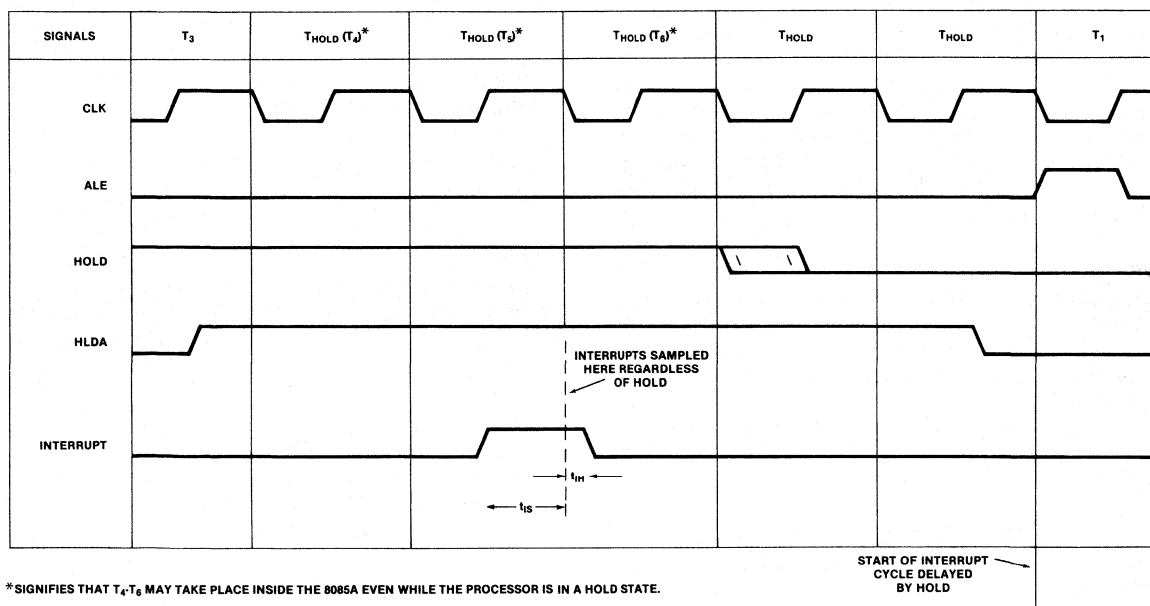 SIGNALS T3 THOLD (T4)* THOLD (T5)* THOLD (T6)* THOLD THOLD T1
CLK
ALE
HOLD
HLDA
INTERRUPTS SAMPLED
HERE REGARDLESS
OF HOLD
INTERRUPT
tIH
tIS
START OF INTERRUPT
CYCLE DELAYED
BY HOLD
*SIGNIFIES THAT T4-T6 MAY TAKE PLACE INSIDE THE 8085A EVEN WHILE THE PROCESSOR IS IN A HOLD STATE.